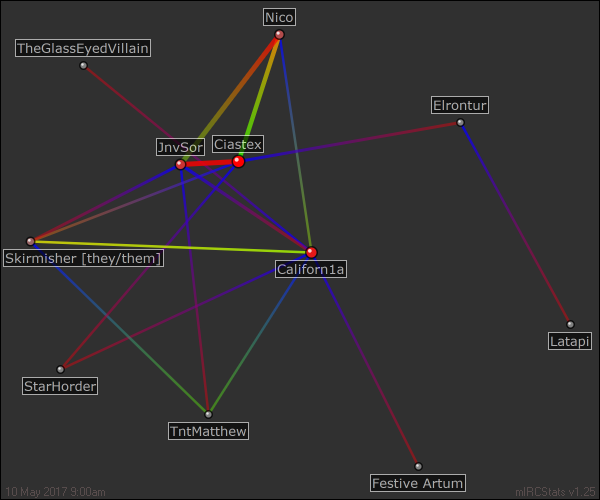 Nico
TheGlassEyedVillain
Elrontur
Ciastex
JnvSor
Skirmisher [they/them]
Californ1a
Latapi
StarHorder
TntMatthew
Festive Artum
10 May 2017 9:00am
mIRCStats v1.25